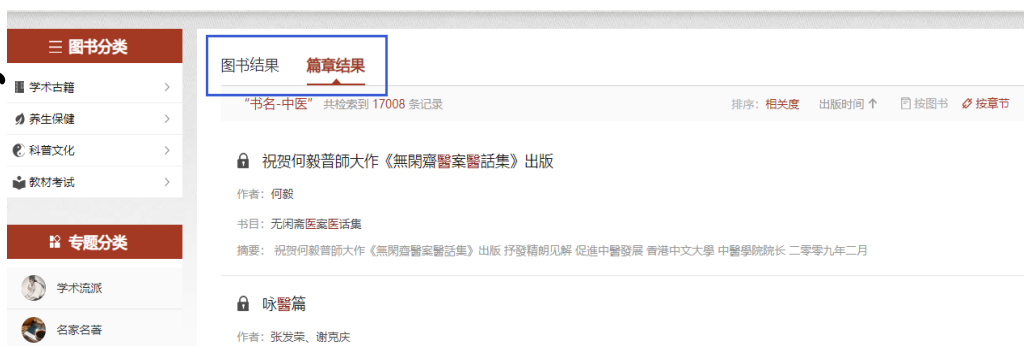 图书分类
学术古籍
养生保健
科普文化
教材考试
专题分类
学术流派
名家名著
图书结果 篇章结果
“书名-中医” 共检索到 17008 条记录 排序：相关度 出版时间 按图书 按章节
祝贺何毅普師大作《無閑齋醫案醫話集》出版
作者：何毅
书目：无闲斋医案医话集
摘要： 祝贺何毅普師大作《無閑齋醫案醫話集》出版 抒發精朗见解 促進中醫發展 香港中文大學 中醫學院院长 二零零九年二月
咏醫篇
作者：张发荣、谢克庆